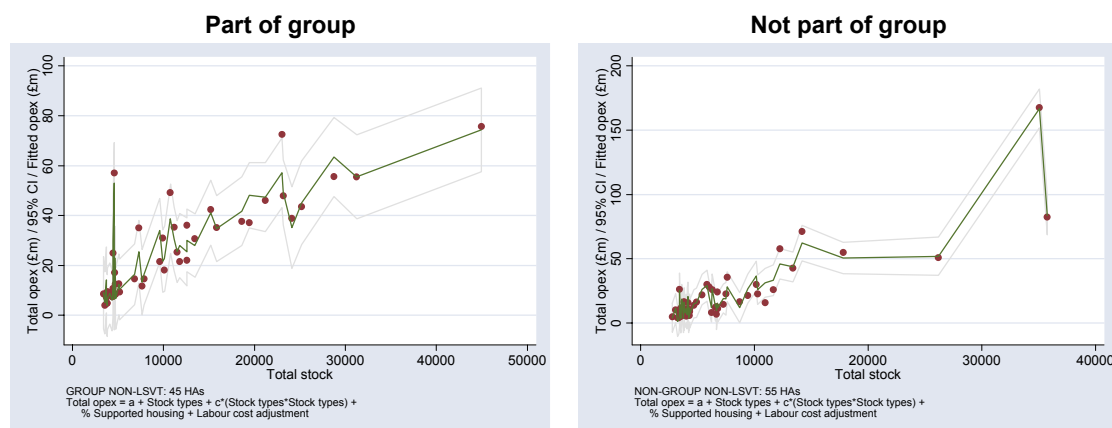 Part of group
Total opex (£m) / 95% CI / Fitted opex (£m)
100
80
60
40
20
0
0 10000 20000 30000 40000 50000
Total stock
GROUP NON-LSVT: 45 HAs
Total opex = a + Stock types + c*(Stock types*Stock types) +
% Supported housing + Labour cost adjustment
Not part of group
Total opex (£m) / 95% CI / Fitted opex (£m)
200
150
100
50
0
0 10000 20000 30000 40000
Total stock
NON-GROUP NON-LSVT: 55 HAs
Total opex = a + Stock types + c*(Stock types*Stock types) +
% Supported housing + Labour cost adjustment